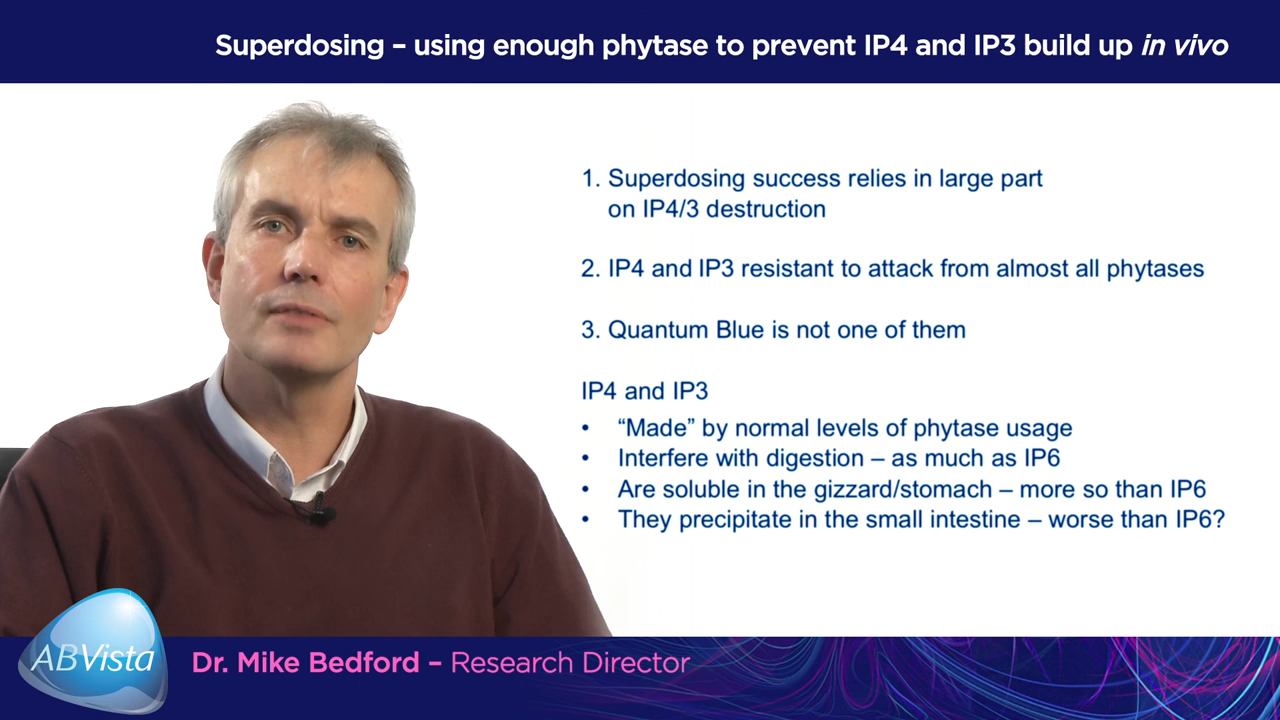 Superdosing – using enough phytase to prevent IP4 and IP3 build up in vivo
1. Superdosing success relies in large part
on IP4/3 destruction
2. IP4 and IP3 resistant to attack from almost all phytases
3. Quantum Blue is not one of them
IP4 and IP3
• “Made” by normal levels of phytase usage
• Interfere with digestion – as much as IP6
• Are soluble in the gizzard/stomach – more so than IP6
• They precipitate in the small intestine – worse than IP6?
ABVista
Dr. Mike Bedford – Research Director